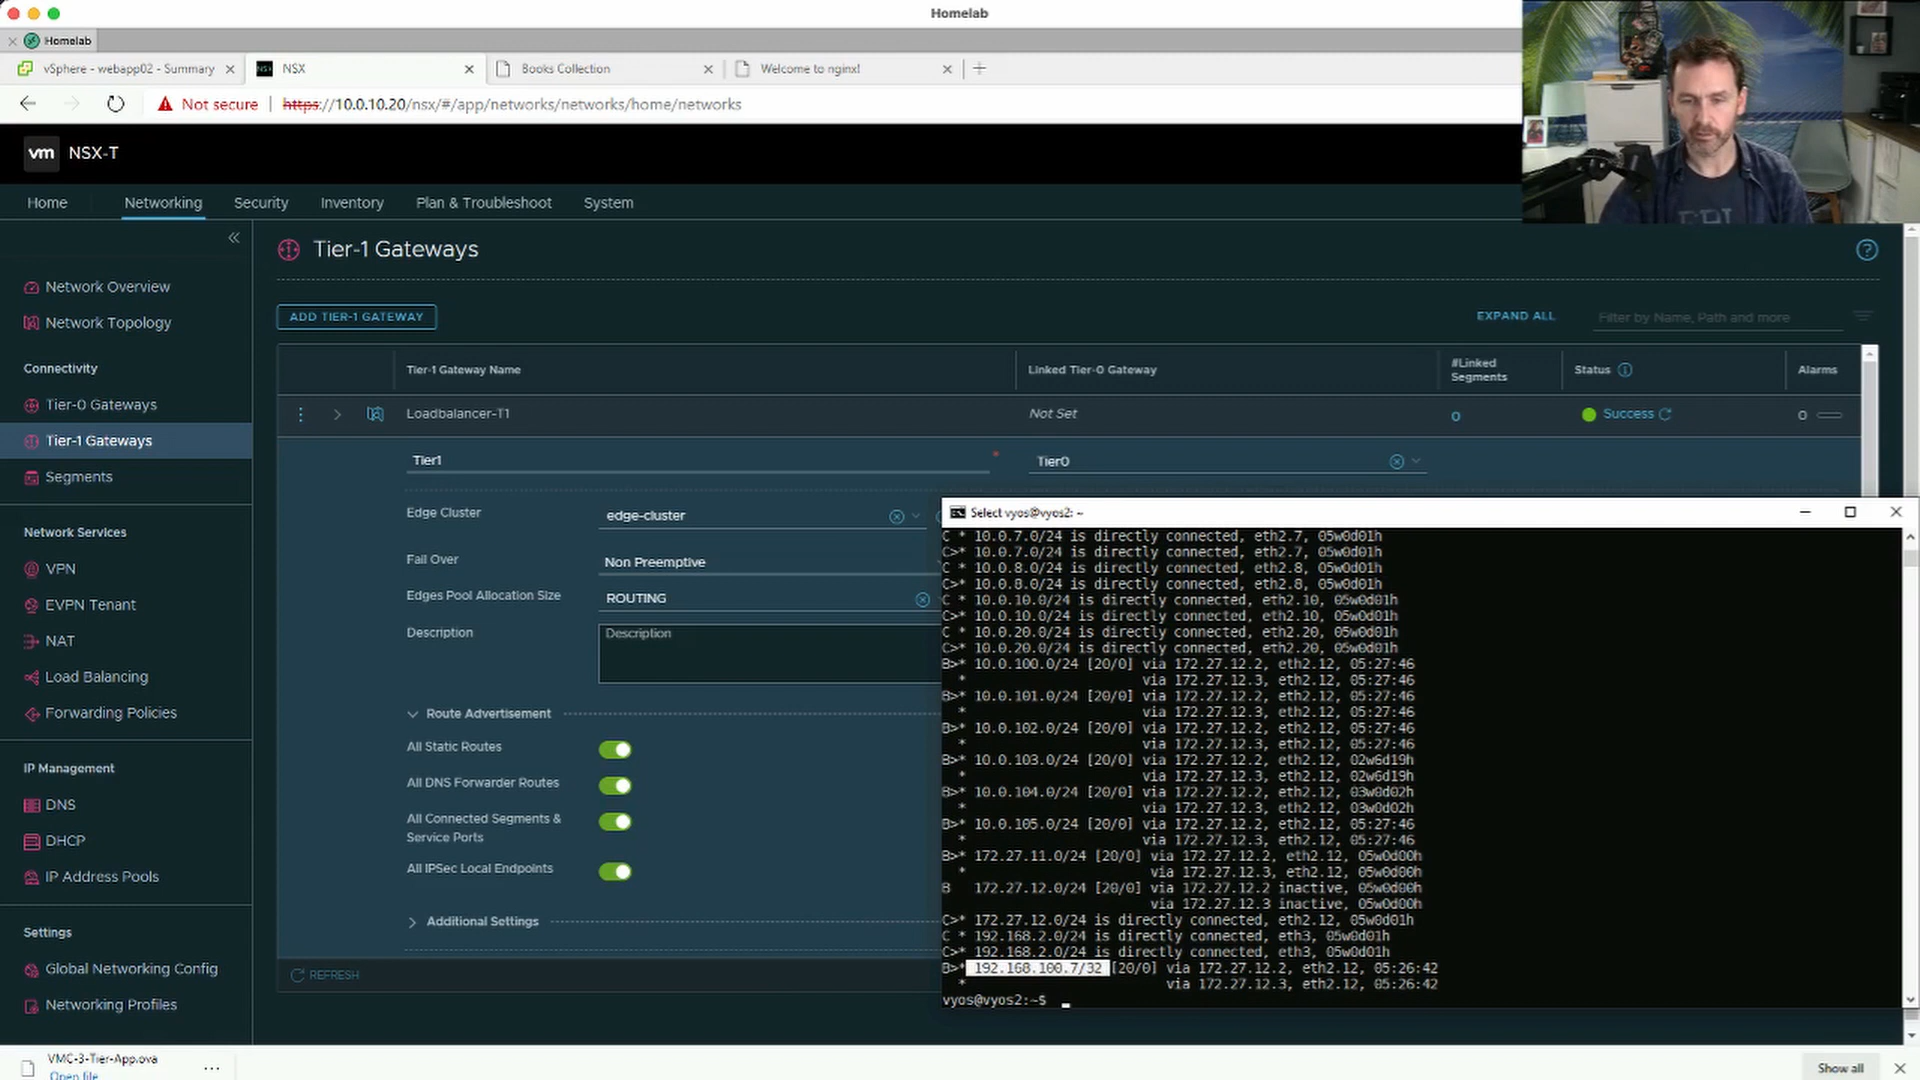 Homelab
Homelab
vSphere - webapp02 - Summary
NSX
Books Collection
Welcome to nginx!
Not secure
https://10.0.10.20/nsx/#/app/networks/networks/home/networks
vm NSX-T
Home
Networking
Security
Inventory
Plan & Troubleshoot
System
Network Overview
Network Topology
Connectivity
Tier-0 Gateways
Tier-1 Gateways
Segments
Network Services
VPN
EVPN Tenant
NAT
Load Balancing
Forwarding Policies
IP Management
DNS
DHCP
IP Address Pools
Settings
Global Networking Config
Networking Profiles
Tier-1 Gateways
ADD TIER-1 GATEWAY
EXPAND ALL
Filter by Name, Path and more
Tier-1 Gateway Name
Linked Tier-0 Gateway
#Linked Segments
Status
Alarms
Loadbalancer-T1
Not Set
0
Success
0
Tier1
*
Tier0
Edge Cluster
edge-cluster
Fail Over
Non Preemptive
Edges Pool Allocation Size
ROUTING
Description
Description
Route Advertisement
All Static Routes
All DNS Forwarder Routes
All Connected Segments &
Service Ports
All IPSec Local Endpoints
Additional Settings
REFRESH
Select vyos@vyos2: ~
C * 10.0.7.0/24 is directly connected, eth2.7, 05w0d01h
C>* 10.0.7.0/24 is directly connected, eth2.7, 05w0d01h
C * 10.0.8.0/24 is directly connected, eth2.8, 05w0d01h
C>* 10.0.8.0/24 is directly connected, eth2.8, 05w0d01h
C * 10.0.10.0/24 is directly connected, eth2.10, 05w0d01h
C>* 10.0.10.0/24 is directly connected, eth2.10, 05w0d01h
C * 10.0.20.0/24 is directly connected, eth2.20, 05w0d01h
C>* 10.0.20.0/24 is directly connected, eth2.20, 05w0d01h
B>* 10.0.100.0/24 [20/0] via 172.27.12.2, eth2.12, 05:27:46
* via 172.27.12.3, eth2.12, 05:27:46
B>* 10.0.101.0/24 [20/0] via 172.27.12.2, eth2.12, 05:27:46
* via 172.27.12.3, eth2.12, 05:27:46
B>* 10.0.102.0/24 [20/0] via 172.27.12.2, eth2.12, 05:27:46
* via 172.27.12.3, eth2.12, 05:27:46
B>* 10.0.103.0/24 [20/0] via 172.27.12.2, eth2.12, 02w6d19h
* via 172.27.12.3, eth2.12, 02w6d19h
B>* 10.0.104.0/24 [20/0] via 172.27.12.2, eth2.12, 03w0d02h
* via 172.27.12.3, eth2.12, 03w0d02h
B>* 10.0.105.0/24 [20/0] via 172.27.12.2, eth2.12, 05:27:46
* via 172.27.12.3, eth2.12, 05:27:46
B>* 172.27.11.0/24 [20/0] via 172.27.12.2, eth2.12, 05w0d00h
* via 172.27.12.3, eth2.12, 05w0d00h
B 172.27.12.0/24 [20/0] via 172.27.12.2 inactive, 05w0d00h
via 172.27.12.3 inactive, 05w0d00h
C>* 172.27.12.0/24 is directly connected, eth2.12, 05w0d01h
C * 192.168.2.0/24 is directly connected, eth3, 05w0d01h
C>* 192.168.2.0/24 is directly connected, eth3, 05w0d01h
B>* 192.168.100.7/32 [20/0] via 172.27.12.2, eth2.12, 05:26:42
* via 172.27.12.3, eth2.12, 05:26:42
vyos@vyos2:~$
VMC-3-Tier-App.ova
Open file
...
Show all